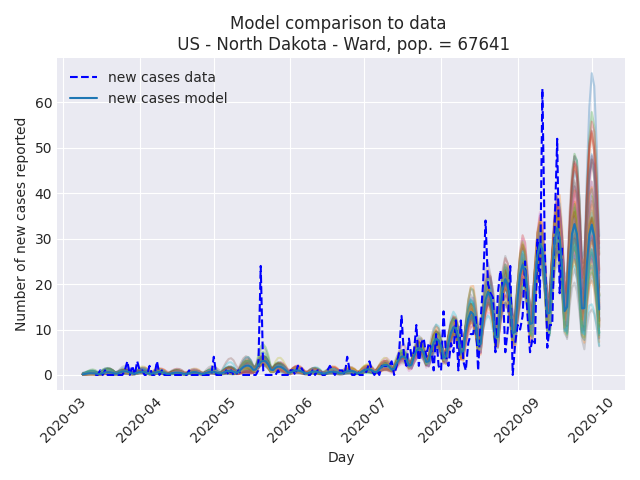 Model comparison to data
US - North Dakota - Ward, pop. = 67641
new cases data
new cases model
Number of new cases reported
60
50
40
30
20
10
0
2020-03
2020-04
2020-05
2020-06
2020-07
2020-08
2020-09
2020-10
Day